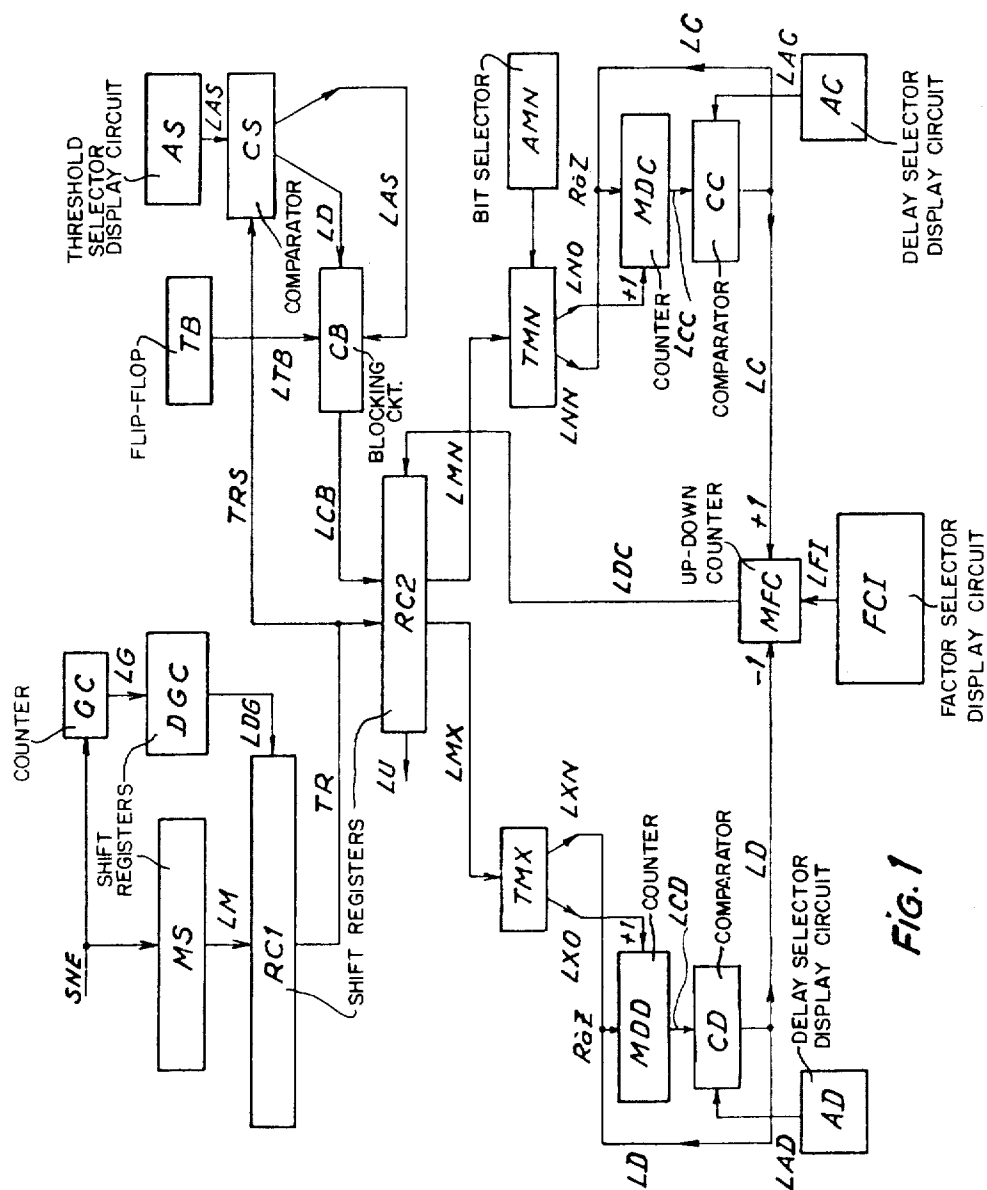 SNE
COUNTER
GC
LG
SHIFT
REGISTERS
MS
DGC
LM
LDG
RC1
SHIFT REGISTERS
TR
TRS
FLIP-FLOP
TB
LTB
THRESHOLD
SELECTOR
DISPLAY CIRCUIT
AS
LAS
CS
COMPARATOR
LD
LAS
CB
BLOCKING
CKT.
LCB
RC2
LU
LMX
LMN
TMX
LXO
LXN
RàZ
+1
MDD
COUNTER
LCD
CD
COMPARATOR
LD
LAD
AD
DELAY SELECTOR
DISPLAY CIRCUIT
LD
-1
MFC
UP-DOWN
COUNTER
+1
LDC
LFI
FCI
FACTOR SELECTOR
DISPLAY CIRCUIT
BIT SELECTOR
AMN
TMN
LNN
LNO
RàZ
+1
MDC
COUNTER
LCC
CC
COMPARATOR
LC
LC
LAC
AC
DELAY SELECTOR
DISPLAY CIRCUIT
FIG. 1